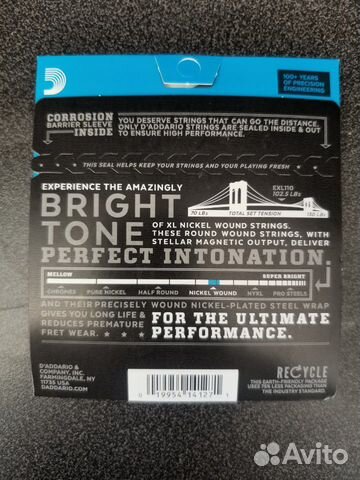 100+ YEARS OF
PRECISION
ENGINEERING
CORROSION
BARRIER SLEEVE
INSIDE
YOU DESERVE STRINGS THAT CAN GO THE DISTANCE.
ONLY D'ADDARIO STRINGS ARE SEALED INSIDE & OUT
TO ENSURE HIGH PERFORMANCE.
THIS SEAL HELPS KEEP YOUR STRINGS AND YOUR PLAYING FRESH
EXPERIENCE THE AMAZINGLY
BRIGHT
TONE
EXL110
102.5 LBs
70 LBs TOTAL SET TENSION 150 LBs
OF XL NICKEL WOUND STRINGS.
THESE ROUND WOUND STRINGS, WITH
STELLAR MAGNETIC OUTPUT, DELIVER
PERFECT INTONATION.
MELLOW SUPER BRIGHT
CHROMES PURE NICKEL HALF ROUND NICKEL WOUND NYXL PRO STEELS
AND THEIR PRECISELY WOUND NICKEL-PLATED STEEL WRAP
GIVES YOU LONG LIFE &
REDUCES PREMATURE
FRET WEAR.
FOR THE ULTIMATE
PERFORMANCE.
D'ADDARIO &
COMPANY, INC.
FARMINGDALE, NY
11735 USA
DADDARIO.COM
0 19954 14127 1
RECYCLE
THIS EARTH-FRIENDLY PACKAGE
USES 75% LESS PACKAGING THAN
THE INDUSTRY STANDARD.
Avito